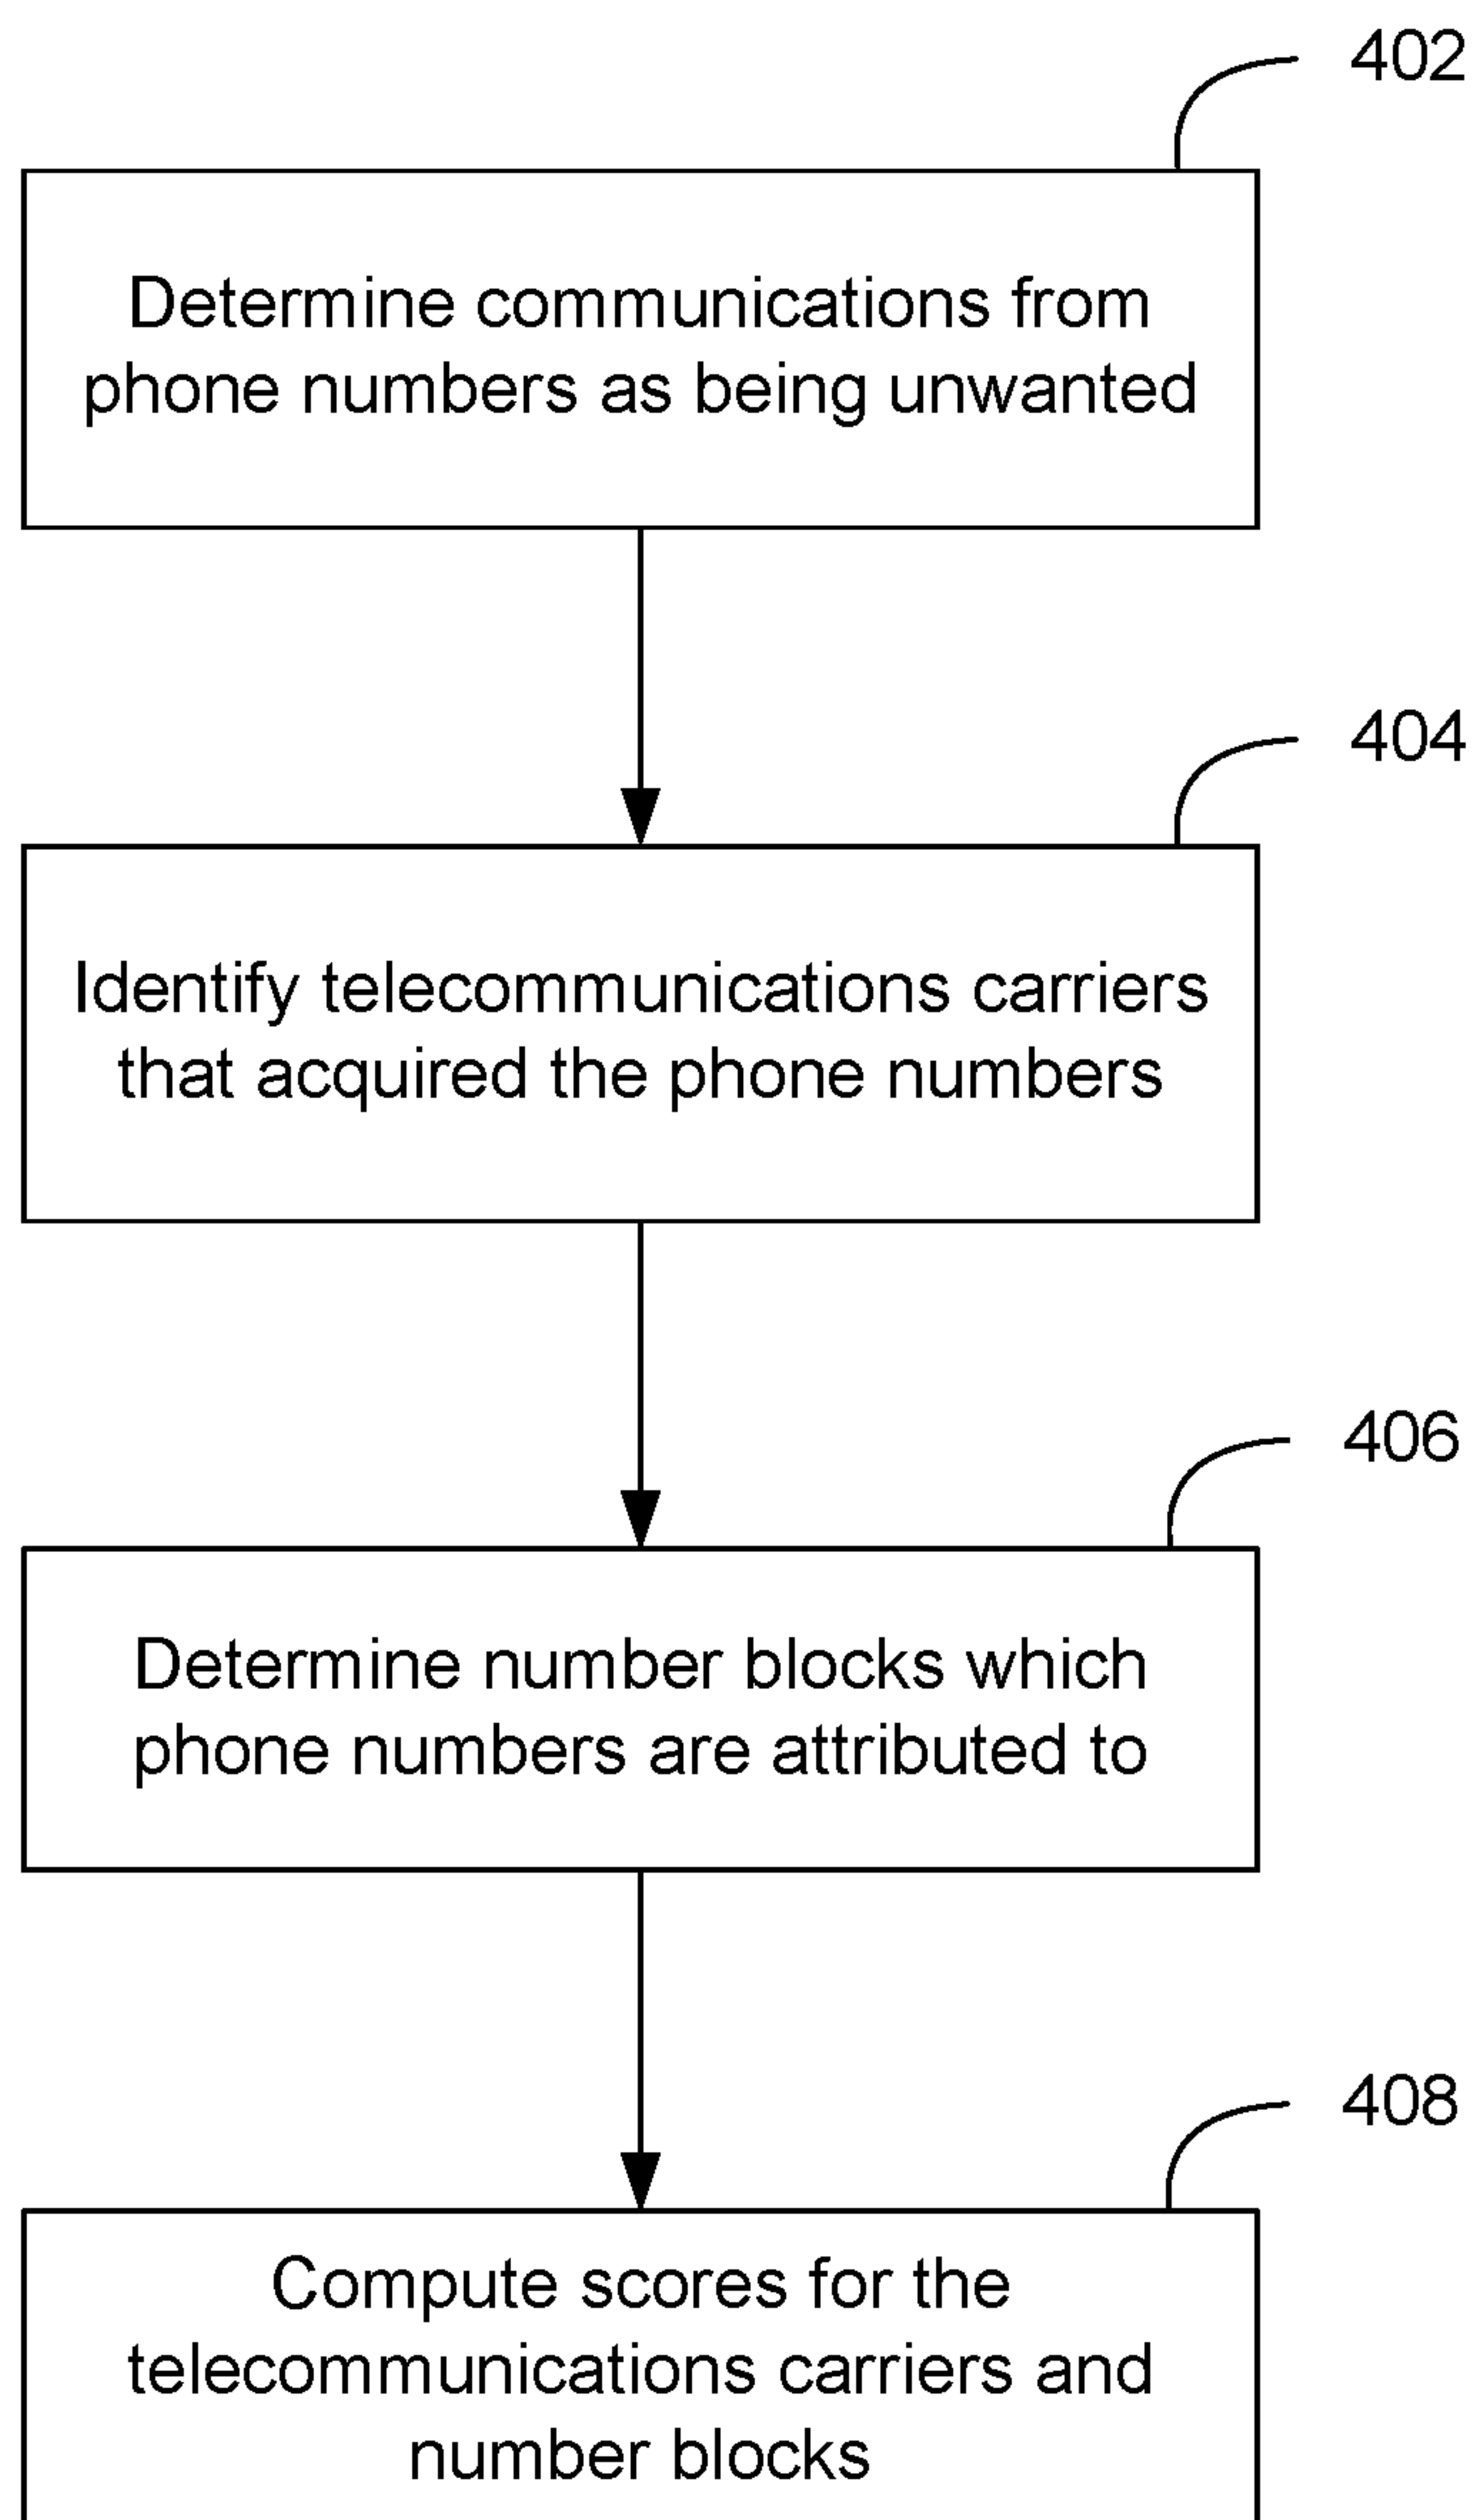 402
Determine communications from
phone numbers as being unwanted
404
Identify telecommunications carriers
that acquired the phone numbers
406
Determine number blocks which
phone numbers are attributed to
408
Compute scores for the
telecommunications carriers and
number blocks